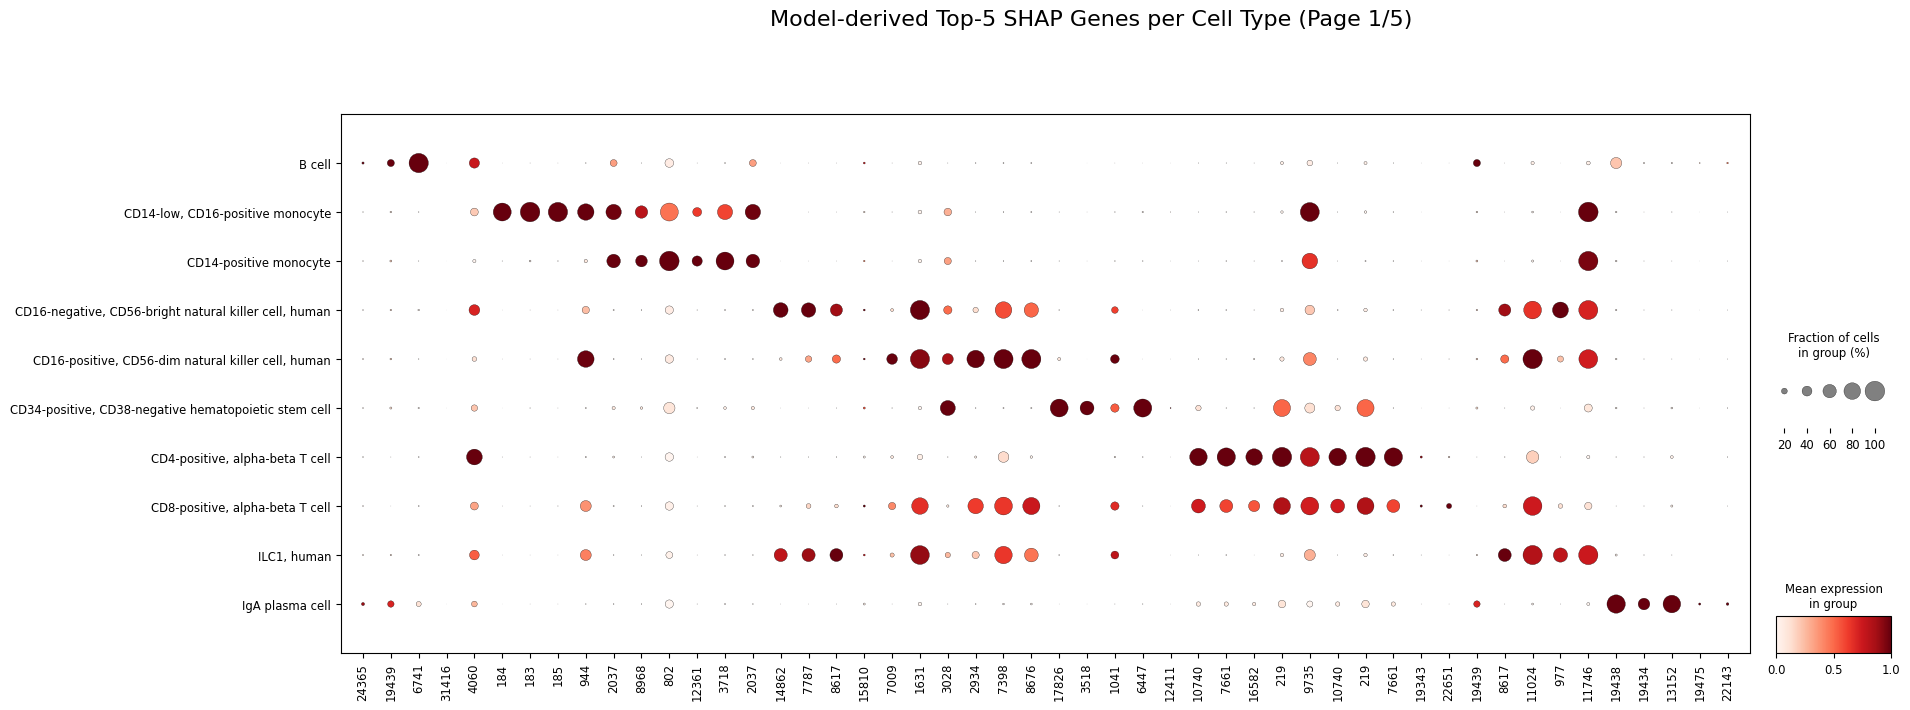 Model-derived Top-5 SHAP Genes per Cell Type (Page 1/5)
B cell
CD14-low, CD16-positive monocyte
CD14-positive monocyte
CD16-negative, CD56-bright natural killer cell, human
CD16-positive, CD56-dim natural killer cell, human
CD34-positive, CD38-negative hematopoietic stem cell
CD4-positive, alpha-beta T cell
CD8-positive, alpha-beta T cell
ILC1, human
IgA plasma cell
24365
19439
6741
31416
4060
184
183
185
944
2037
8968
802
12361
3718
2037
14862
7787
8617
15810
7009
1631
3028
2934
7398
8676
17826
3518
1041
6447
12411
10740
7661
16582
219
9735
10740
219
7661
19343
22651
19439
8617
11024
977
11746
19438
19434
13152
19475
22143
Fraction of cells
in group (%)
20 40 60 80 100
Mean expression
in group
0.0 0.5 1.0